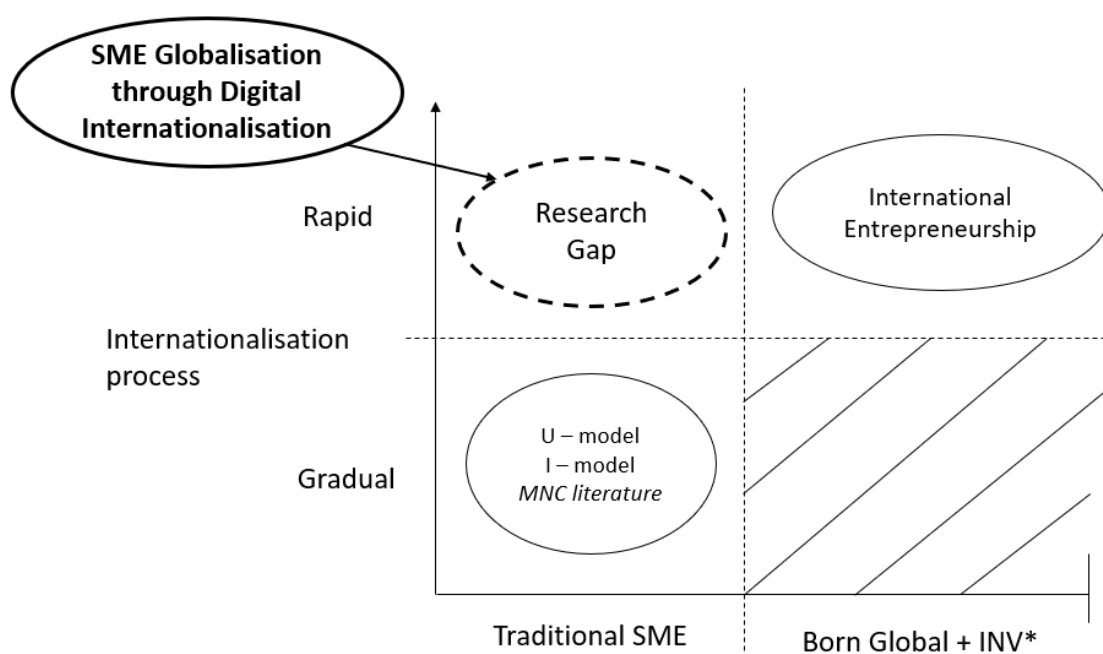 SME Globalisation
through Digital
Internationalisation
Rapid
Research
Gap
International
Entrepreneurship
Internationalisation
process
Gradual
U – model
I – model
MNC literature
Traditional SME
Born Global + INV*